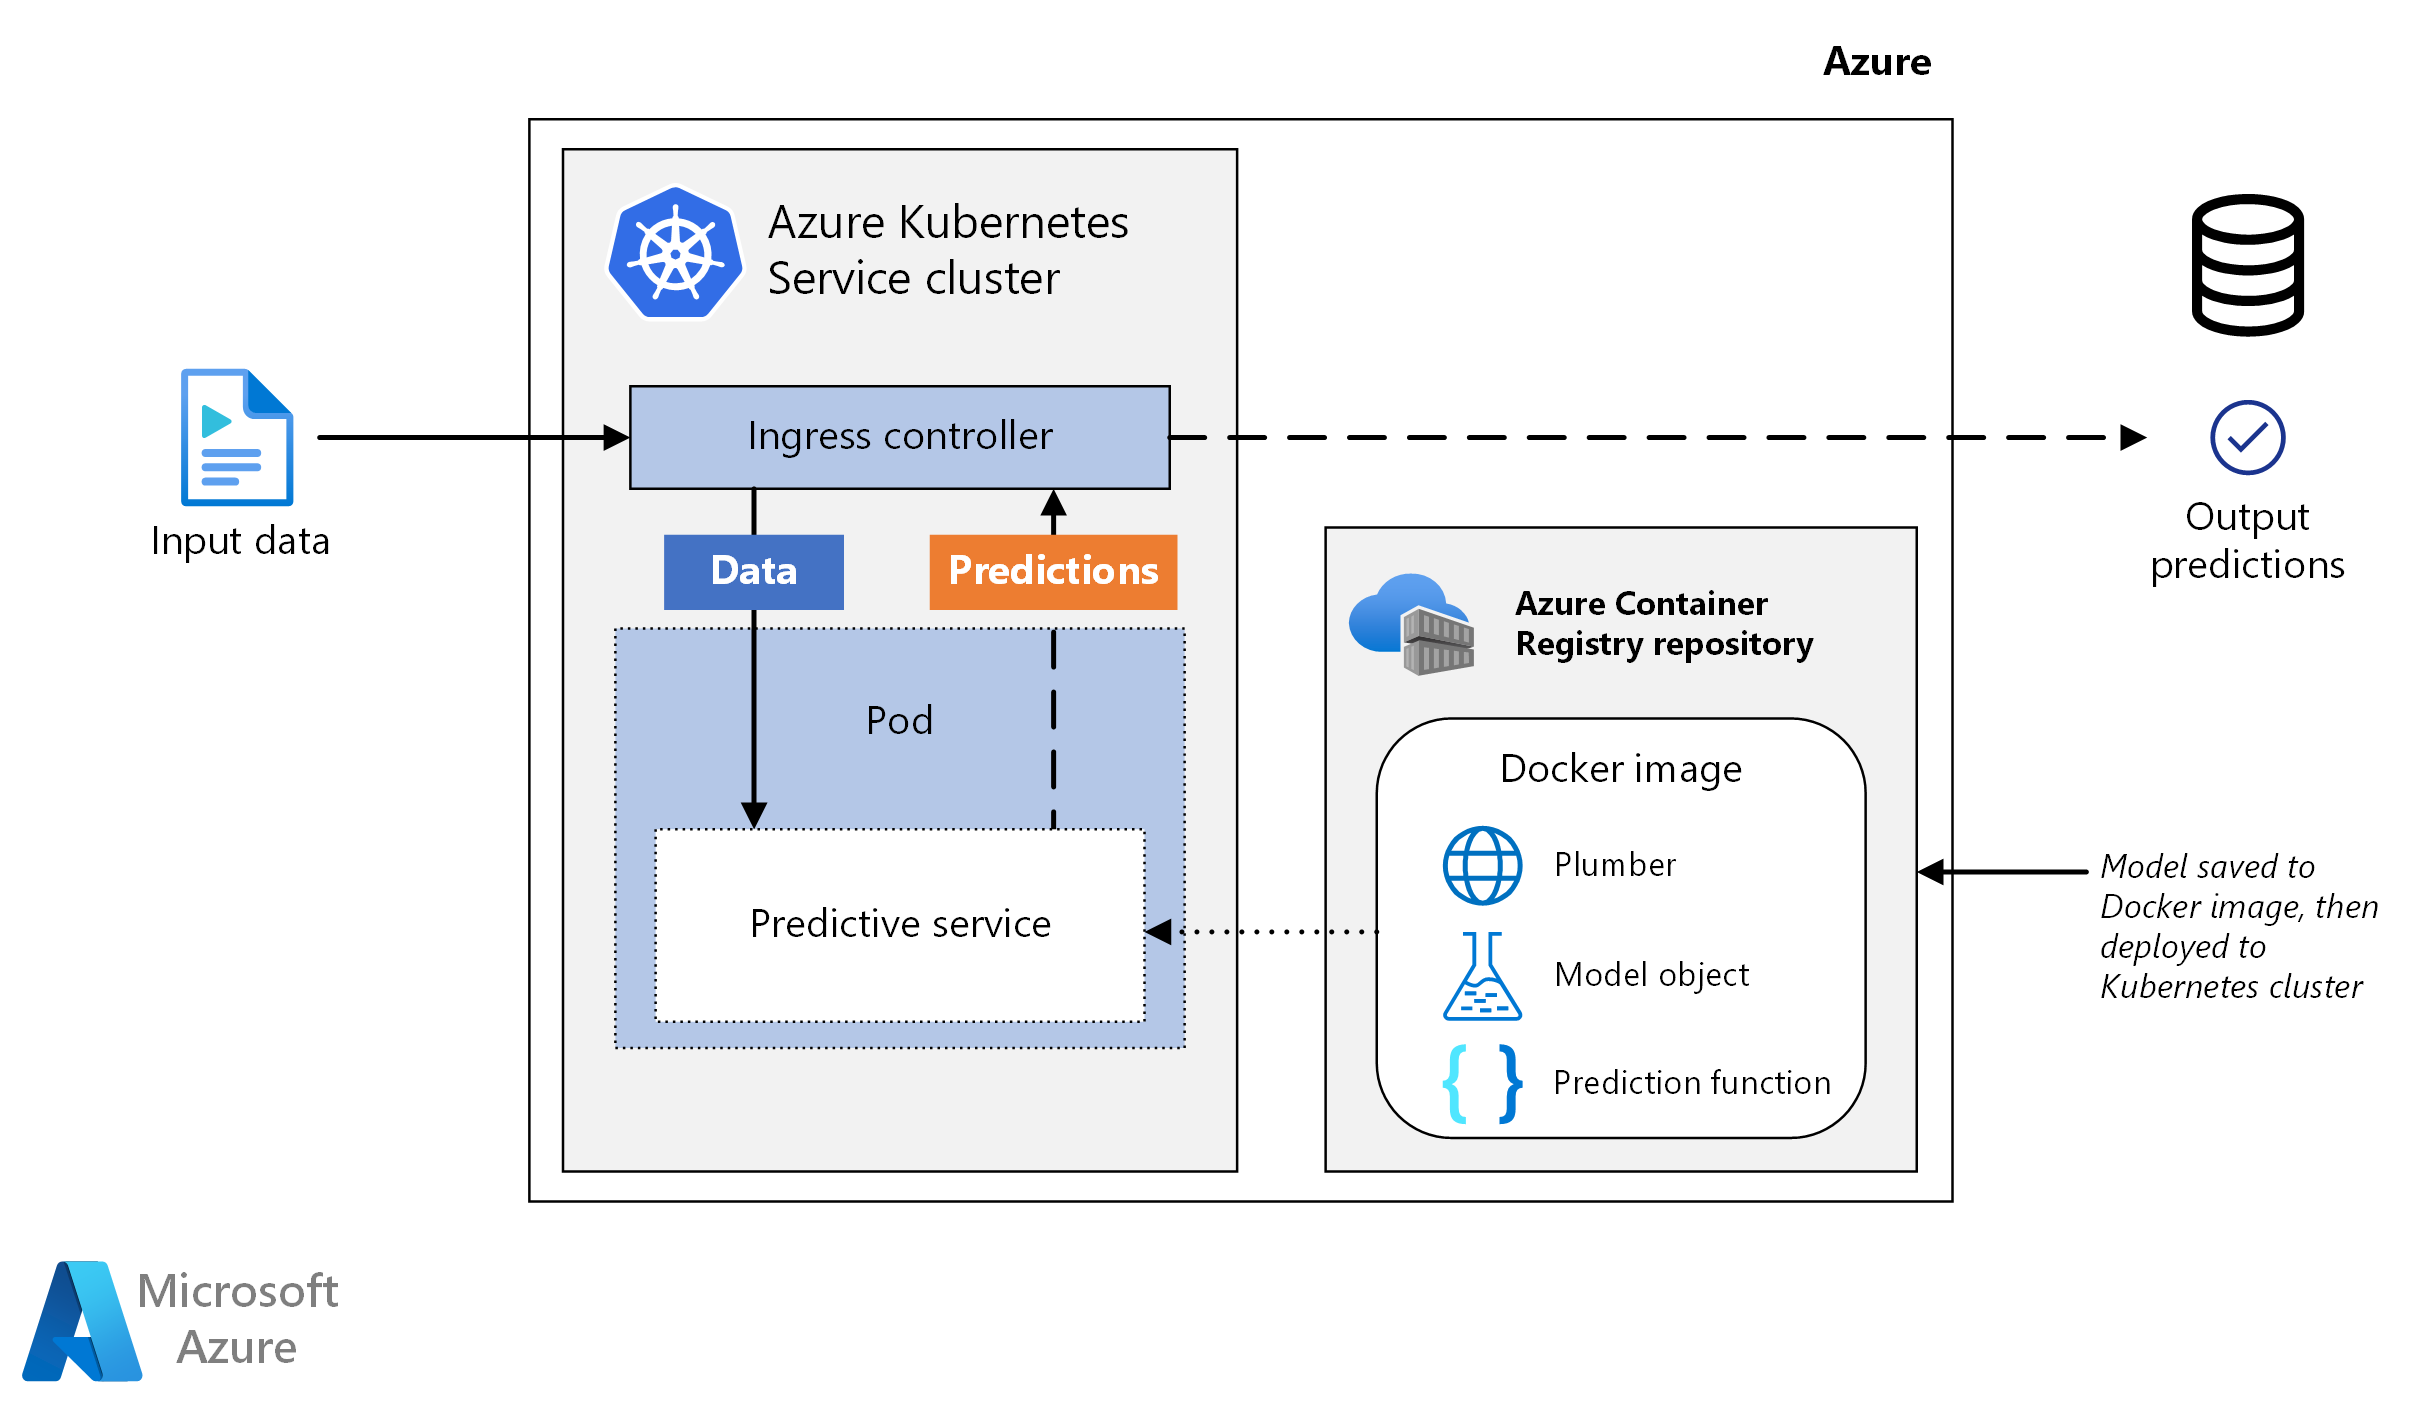 Azure
Azure Kubernetes
Service cluster
Input data
Ingress controller
Data
Predictions
Pod
Predictive service
Azure Container
Registry repository
Docker image
Plumber
Model object
Prediction function
Output
predictions
Model saved to
Docker image, then
deployed to
Kubernetes cluster
Microsoft
Azure